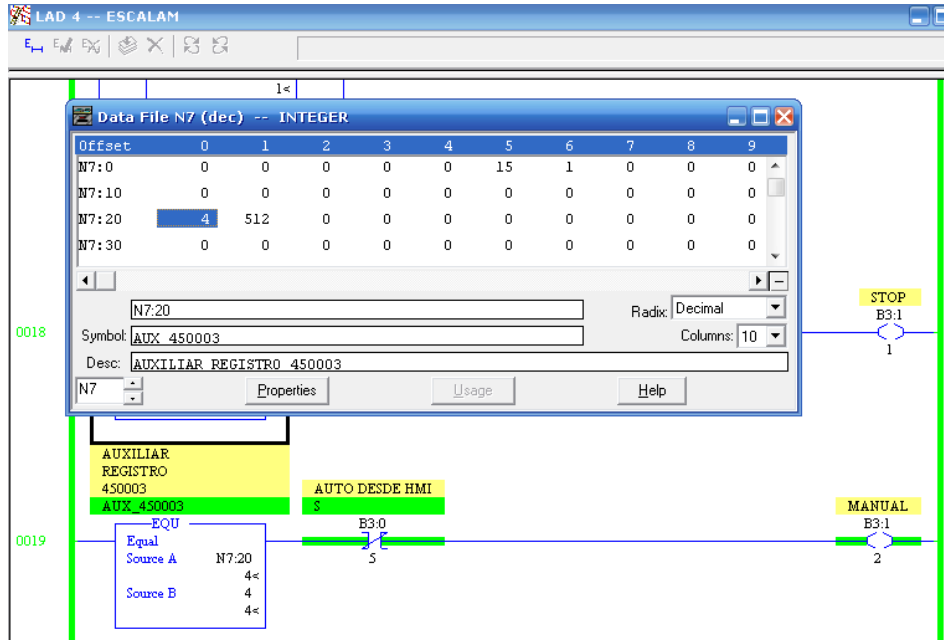 LAD 4 -- ESCALAM
1<
Data File N7 (dec) -- INTEGER
Offset 0 1 2 3 4 5 6 7 8 9
N7:0 0 0 0 0 0 15 1 0 0 0
N7:10 0 0 0 0 0 0 0 0 0 0
N7:20 4 512 0 0 0 0 0 0 0 0
N7:30 0 0 0 0 0 0 0 0 0 0
N7:20
Radix: Decimal
Symbol: AUX_450003
Columns: 10
Desc: AUXILIAR REGISTRO 450003
N7
Properties
Usage
Help
0018
STOP
B3:1
1
AUXILIAR
REGISTRO
450003
AUX_450003
EQU
Equal
Source A N7:20
4<
Source B 4
4<
0019
AUTO DESDE HMI
S
B3:0
5
MANUAL
B3:1
2